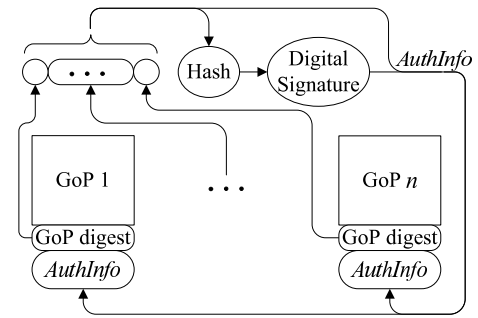 • • •
Hash
Digital
Signature
AuthInfo
GoP 1
• • •
GoP n
GoP digest
GoP digest
AuthInfo
AuthInfo